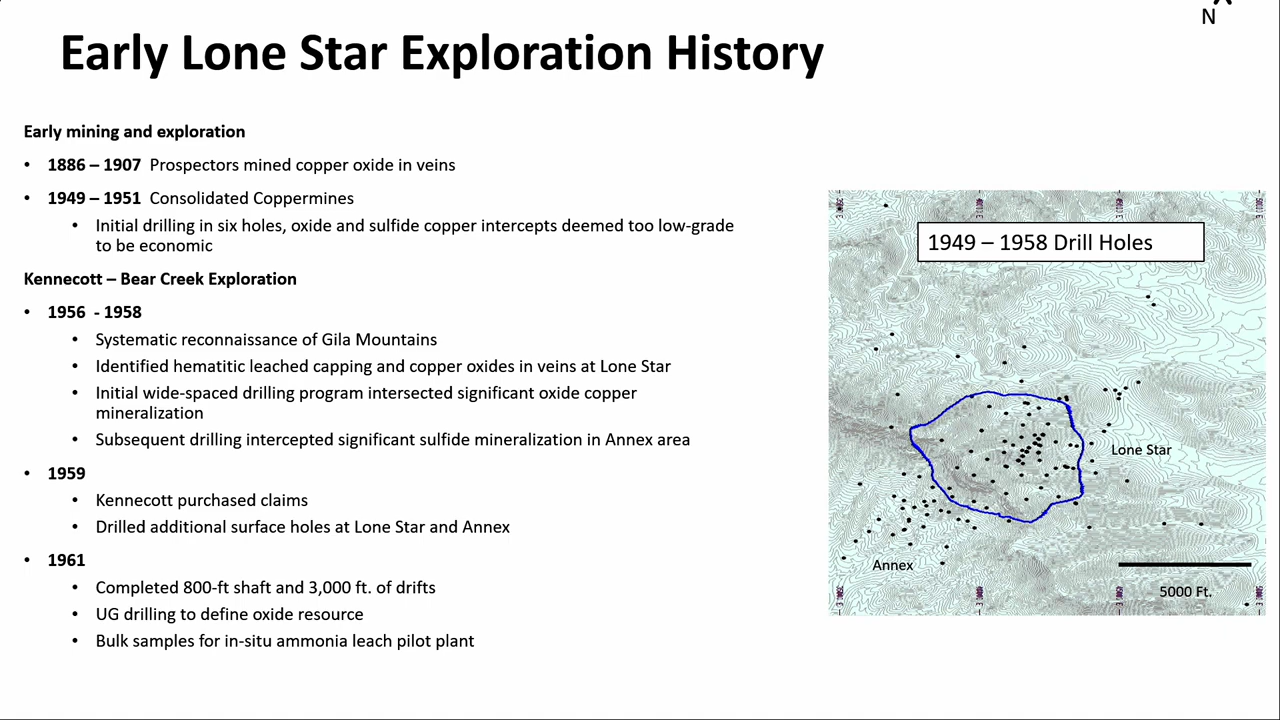 N
Early Lone Star Exploration History
Early mining and exploration
• 1886 – 1907 Prospectors mined copper oxide in veins
• 1949 – 1951 Consolidated Coppermines
• Initial drilling in six holes, oxide and sulfide copper intercepts deemed too low-grade
to be economic
Kennecott – Bear Creek Exploration
• 1956 - 1958
• Systematic reconnaissance of Gila Mountains
• Identified hematitic leached capping and copper oxides in veins at Lone Star
• Initial wide-spaced drilling program intersected significant oxide copper
mineralization
• Subsequent drilling intercepted significant sulfide mineralization in Annex area
• 1959
• Kennecott purchased claims
• Drilled additional surface holes at Lone Star and Annex
• 1961
• Completed 800-ft shaft and 3,000 ft. of drifts
• UG drilling to define oxide resource
• Bulk samples for in-situ ammonia leach pilot plant
1949 – 1958 Drill Holes
Lone Star
Annex
5000 Ft.